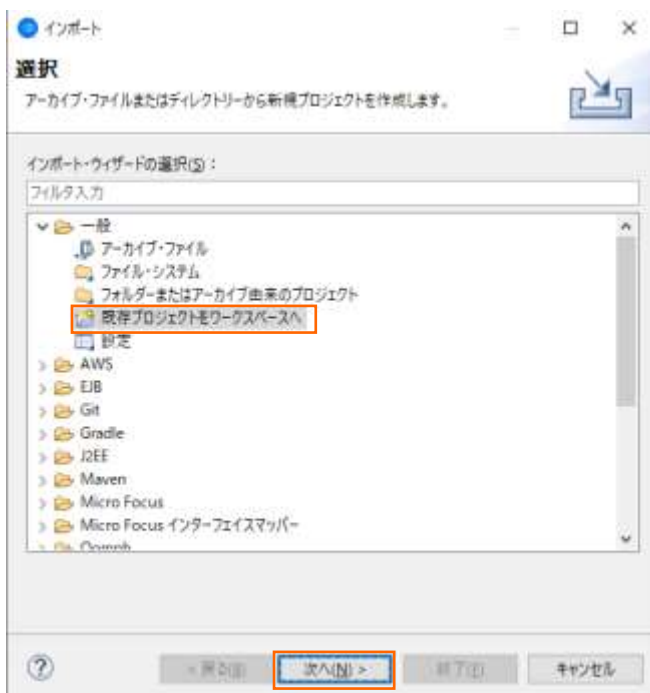 インポート
選択
アーカイブ・ファイルまたはディレクトリーから新規プロジェクトを作成します。
インポート・ウィザードの選択(S)：
フィルタ入力
一般
アーカイブ・ファイル
ファイル・システム
フォルダーまたはアーカイブ由来のプロジェクト
既存プロジェクトをワークスペースへ
設定
AWS
EJB
Git
Gradle
J2EE
Maven
Micro Focus
Micro Focus インターフェイスマッパー
Oomph
< 戻る(B) 次へ(N) > 終了(F) キャンセル